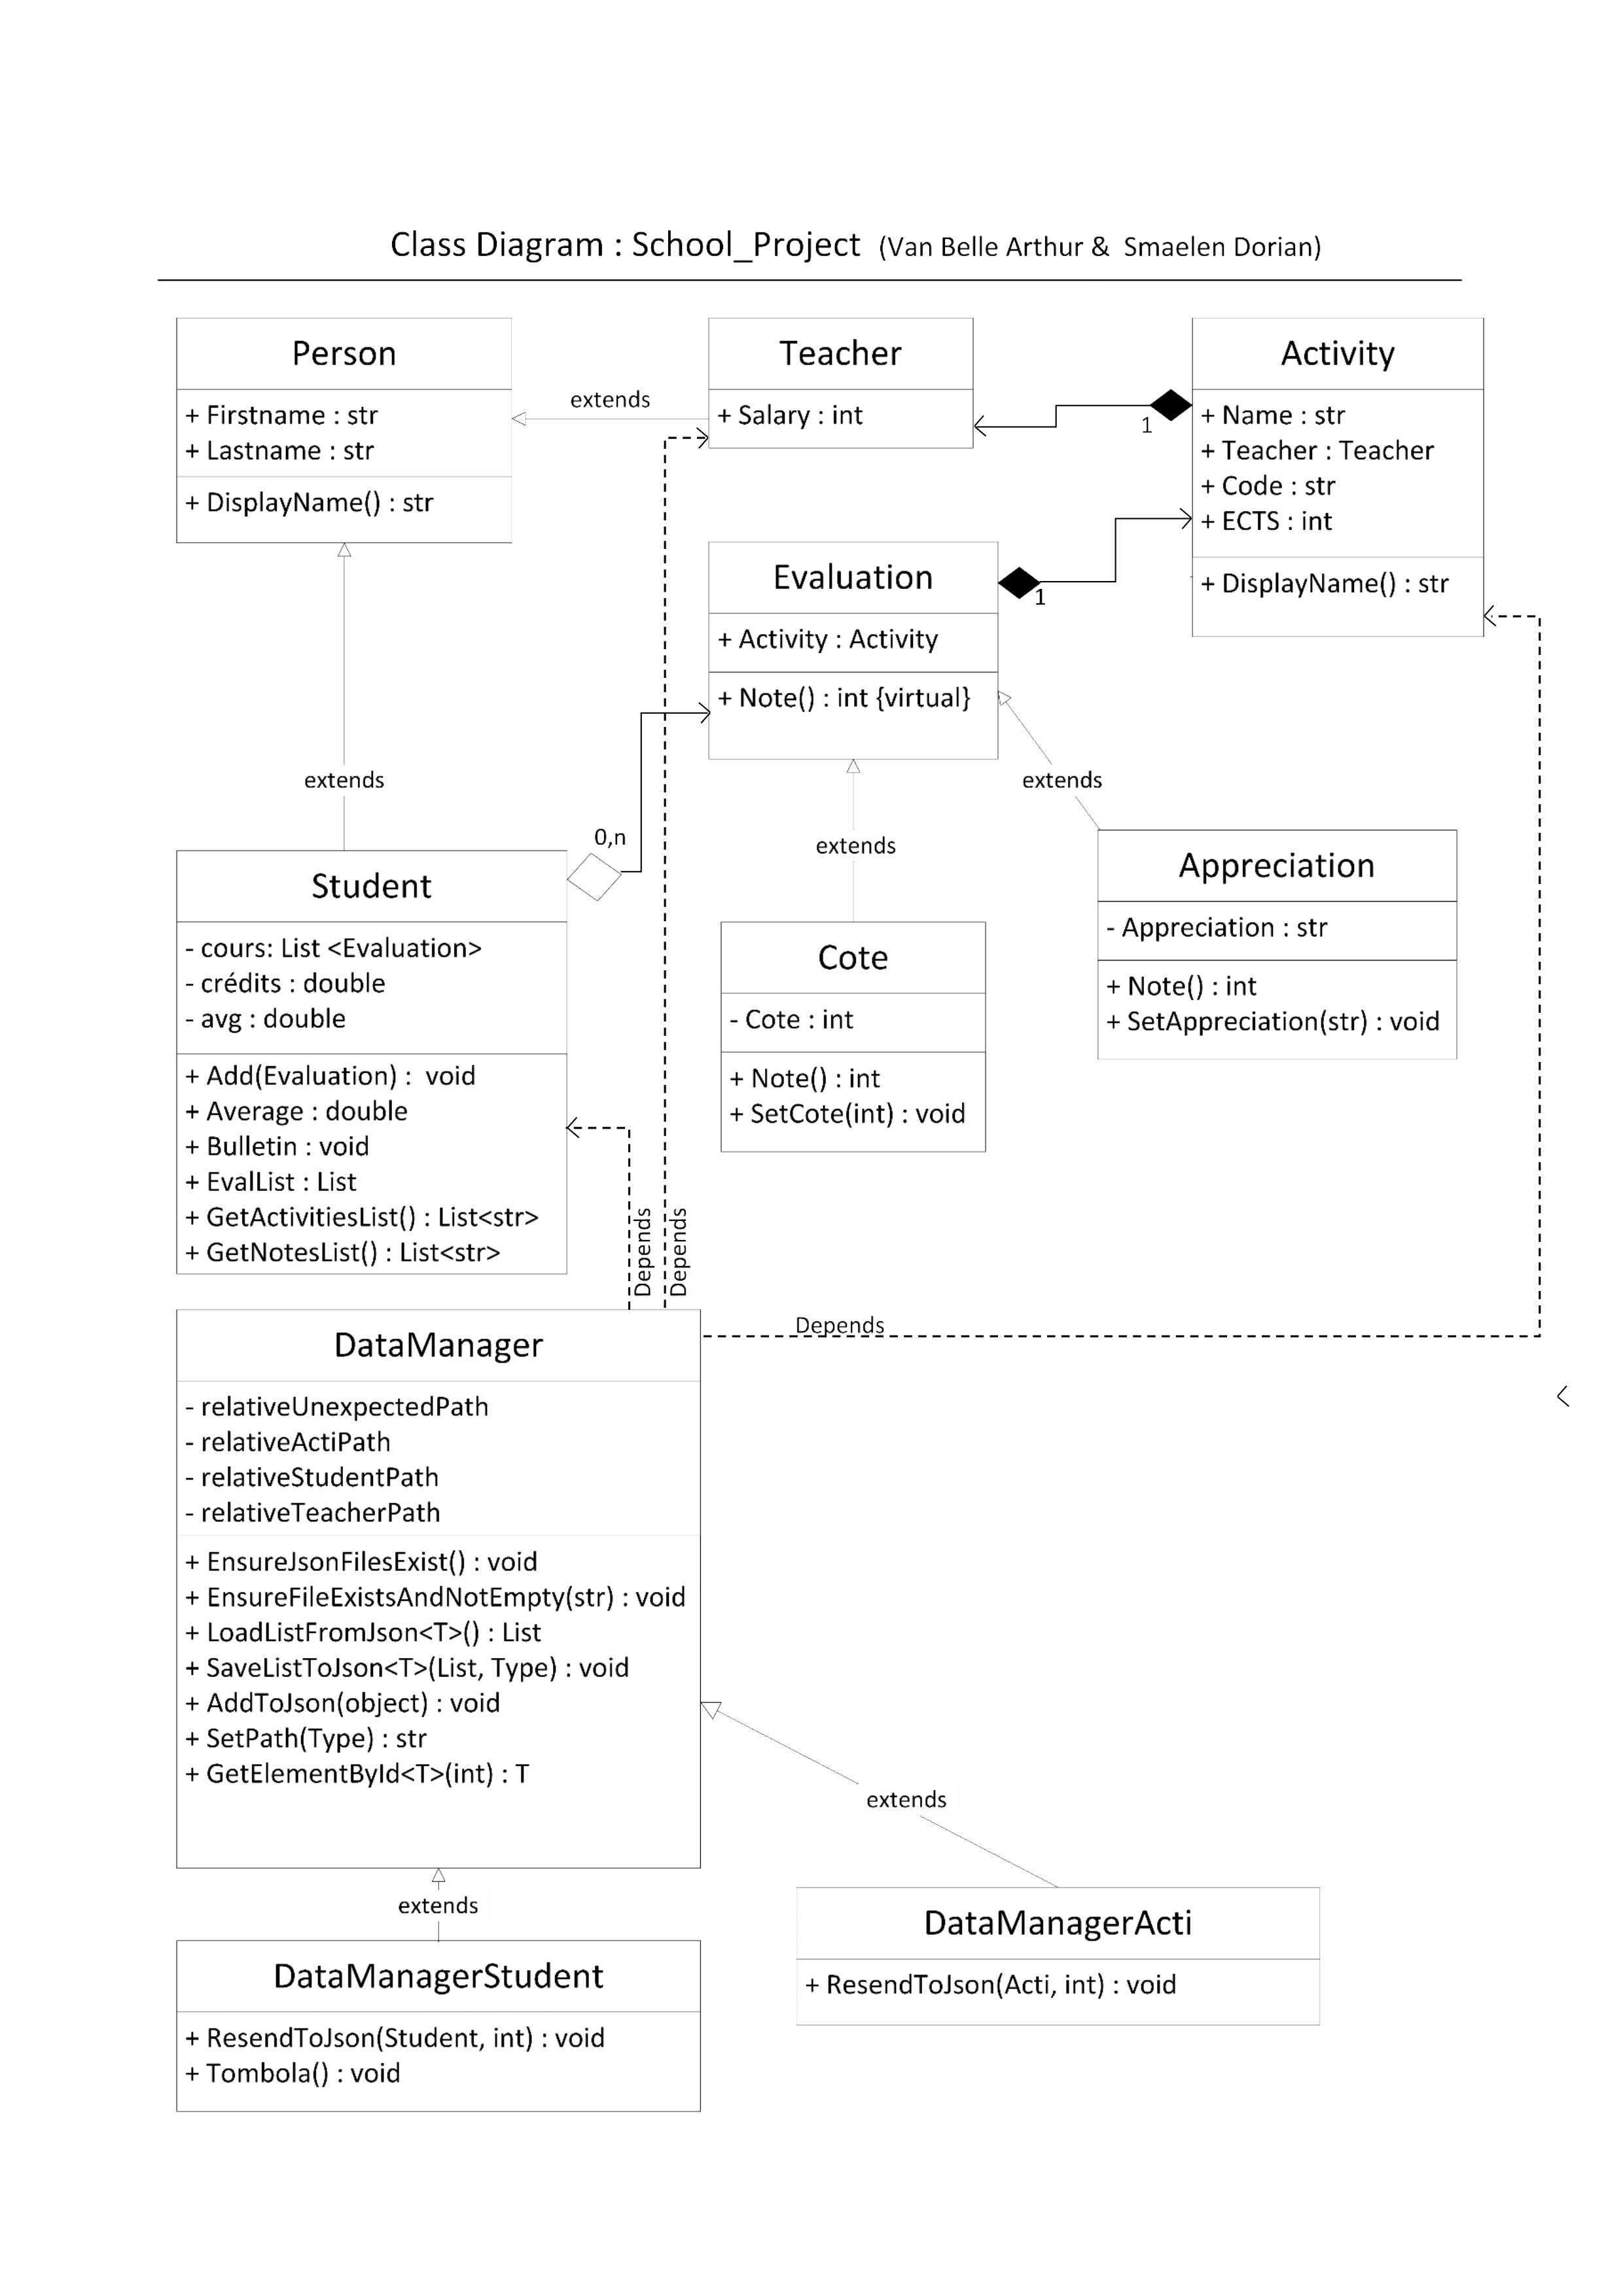 Class Diagram : School_Project (Van Belle Arthur & Smaelen Dorian)
Person
+ Firstname : str
+ Lastname : str
+ DisplayName() : str
extends
Teacher
+ Salary : int
1
Activity
+ Name : str
+ Teacher : Teacher
+ Code : str
+ ECTS : int
+ DisplayName() : str
Evaluation
+ Activity : Activity
+ Note() : int {virtual}
1
extends
extends
extends
0,n
Student
- cours: List <Evaluation>
- crédits : double
- avg : double
+ Add(Evaluation) : void
+ Average : double
+ Bulletin : void
+ EvalList : List
+ GetActivitiesList() : List<str>
+ GetNotesList() : List<str>
Cote
- Cote : int
+ Note() : int
+ SetCote(int) : void
Appreciation
- Appreciation : str
+ Note() : int
+ SetAppreciation(str) : void
Depends
Depends
Depends
DataManager
- relativeUnexpectedPath
- relativeActiPath
- relativeStudentPath
- relativeTeacherPath
+ EnsureJsonFilesExist() : void
+ EnsureFileExistsAndNotEmpty(str) : void
+ LoadListFromJson<T>() : List
+ SaveListToJson<T>(List, Type) : void
+ AddToJson(object) : void
+ SetPath(Type) : str
+ GetElementById<T>(int) : T
extends
extends
DataManagerActi
+ ResendToJson(Acti, int) : void
DataManagerStudent
+ ResendToJson(Student, int) : void
+ Tombola() : void